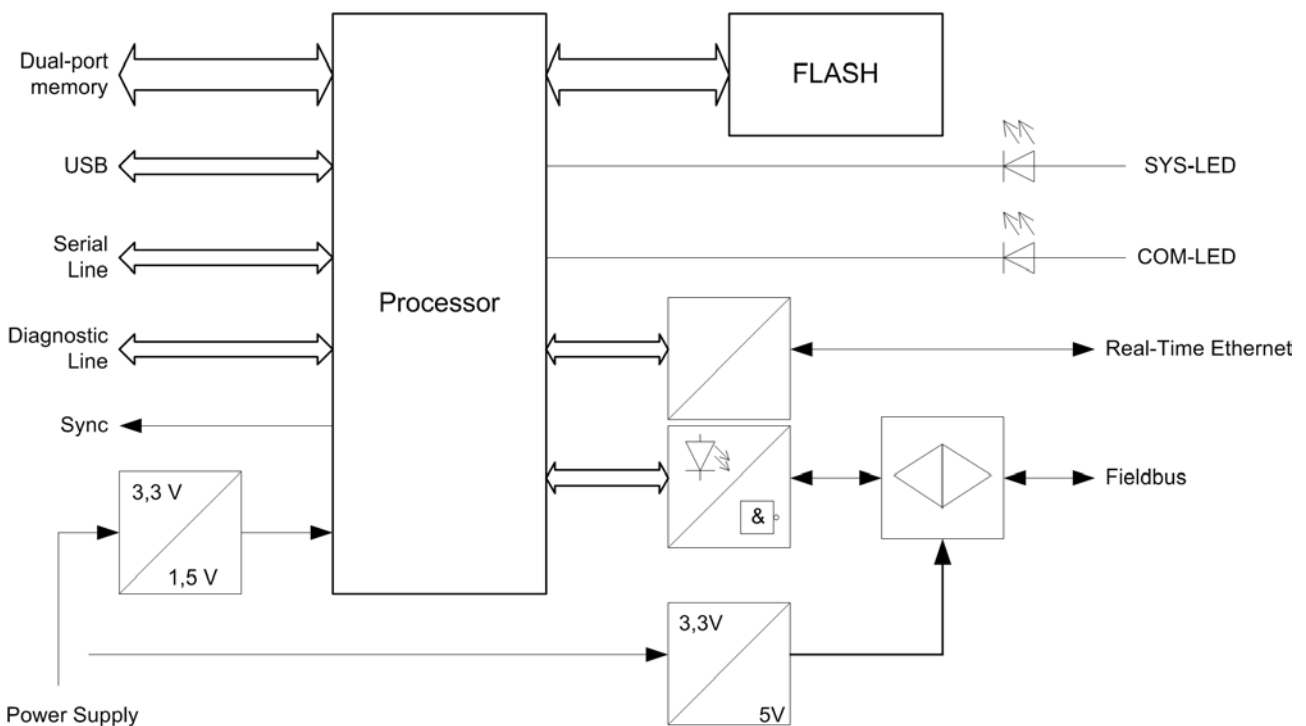 Dual-port
memory
FLASH
USB
SYS-LED
Serial
Line
COM-LED
Processor
Diagnostic
Line
Real-Time Ethernet
Sync
3,3 V
1,5 V
&
Fieldbus
3,3V
5V
Power Supply